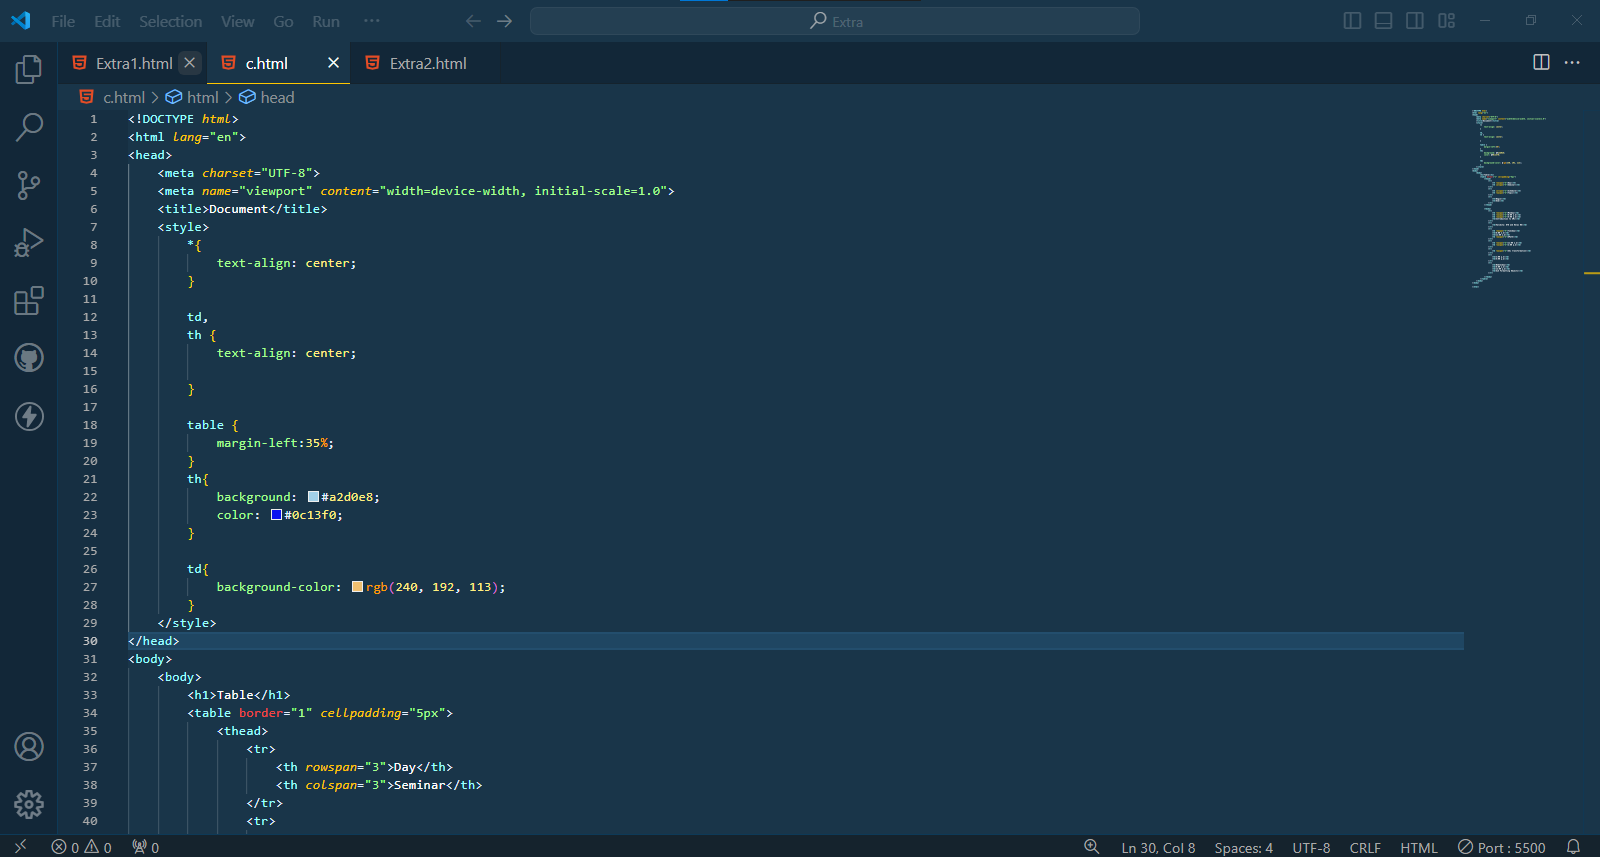 File Edit Selection View Go Run ···
Extra
Extra1.html
c.html
Extra2.html
c.html > html > head
1 <!DOCTYPE html>
2 <html lang="en">
3 <head>
4 <meta charset="UTF-8">
5 <meta name="viewport" content="width=device-width, initial-scale=1.0">
6 <title>Document</title>
7 <style>
8 *{
9 text-align: center;
10 }
11
12 td,
13 th {
14 text-align: center;
15
16 }
17
18 table {
19 margin-left:35%;
20 }
21 th{
22 background: #a2d0e8;
23 color: #0c13f0;
24 }
25
26 td{
27 background-color: rgb(240, 192, 113);
28 }
29 </style>
30 </head>
31 <body>
32 <body>
33 <h1>Table</h1>
34 <table border="1" cellpadding="5px">
35 <thead>
36 <tr>
37 <th rowspan="3">Day</th>
38 <th colspan="3">Seminar</th>
39 </tr>
40 <tr>
0 0 0 Ln 30, Col 8 Spaces: 4 UTF-8 CRLF HTML Port : 5500